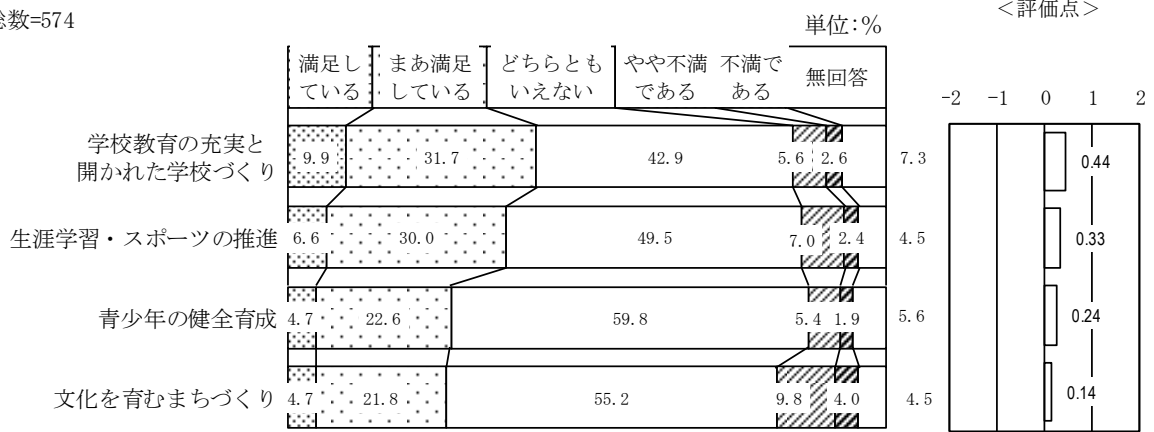 総数=574
単位:%
＜評価点＞
満足している
まあ満足している
どちらともいえない
やや不満である
不満である
無回答
-2 -1 0 1 2
学校教育の充実と
開かれた学校づくり
9.9 31.7 42.9 5.6 2.6 7.3 0.44
生涯学習・スポーツの推進 6.6 30.0 49.5 7.0 2.4 4.5 0.33
青少年の健全育成 4.7 22.6 59.8 5.4 1.9 5.6 0.24
文化を育むまちづくり 4.7 21.8 55.2 9.8 4.0 4.5 0.14